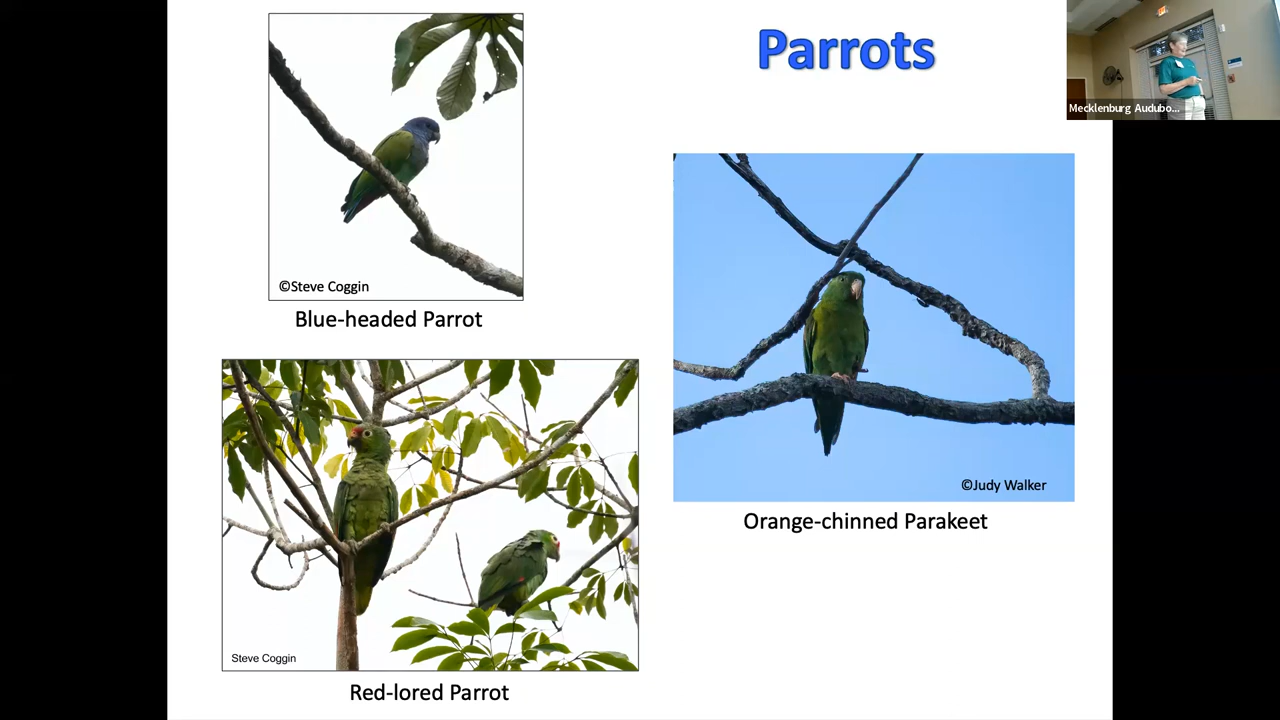 Parrots
Mecklenburg Audubo...
©Steve Coggin
Blue-headed Parrot
©Judy Walker
Orange-chinned Parakeet
Steve Coggin
Red-lored Parrot